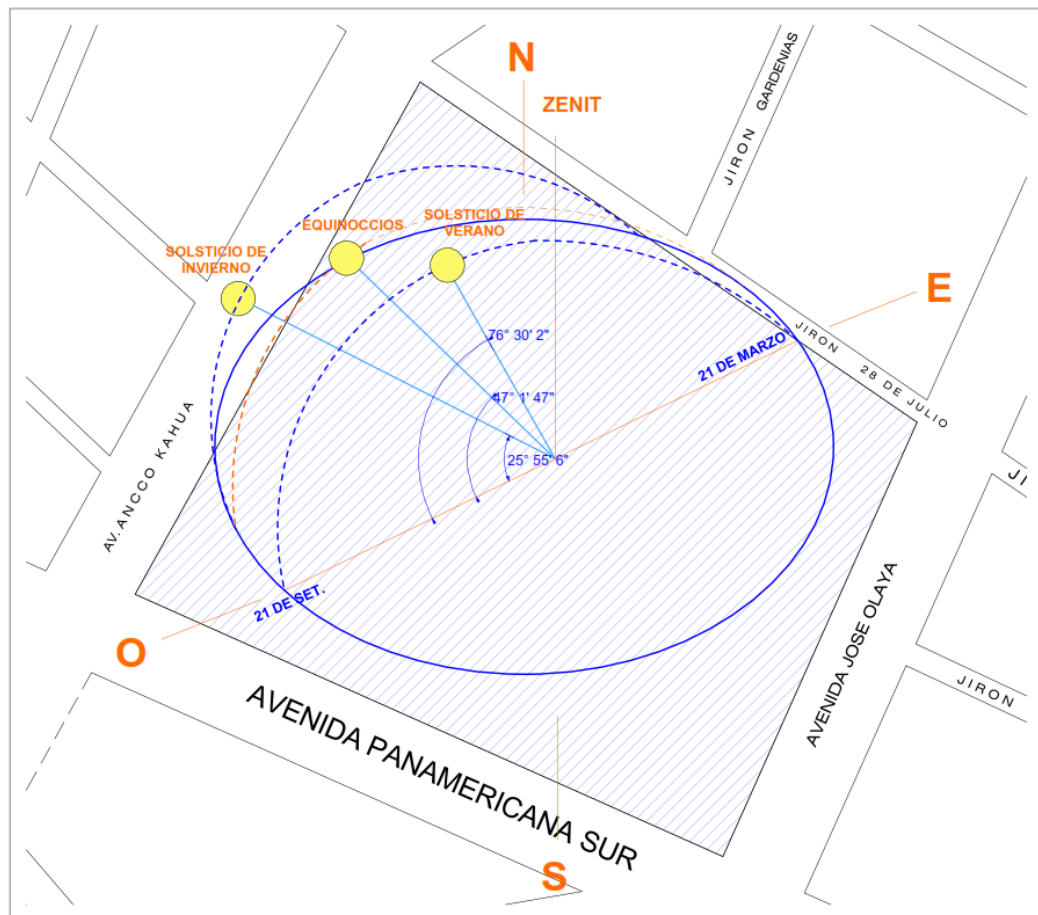 N
ZENIT
JIRON GARDENIAS
EQUINOCCIOS
SOLSTICIO DE
VERANO
SOLSTICIO DE
INVIERNO
E
76° 30' 2"
JIRON 28 DE JULIO
21 DE MARZO
47° 1' 47"
25° 55' 6"
AV. ANCCO KAHUA
JI
21 DE SET.
O
AVENIDA JOSE OLAYA
JIRON
AVENIDA PANAMERICANA SUR
S